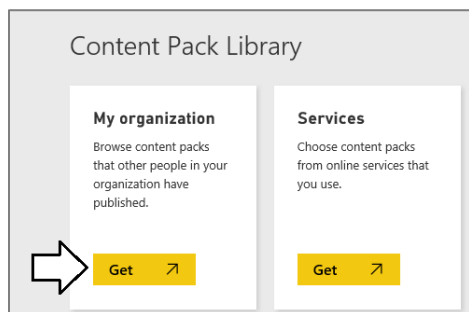 Content Pack Library
My organization
Browse content packs
that other people in your
organization have
published.
Get
Services
Choose content packs
from online services that
you use.
Get